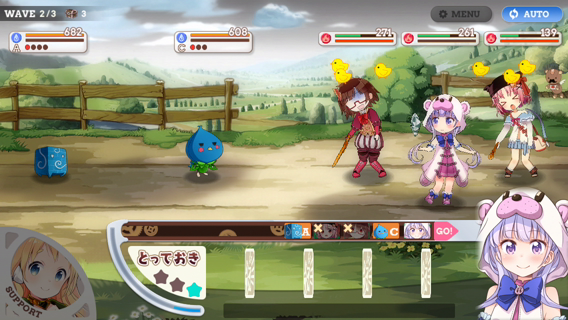 WAVE 2/3 3
MENU
AUTO
682
A
608
C
271
261
139
A
C
GO!
とっておき
SUPPORT